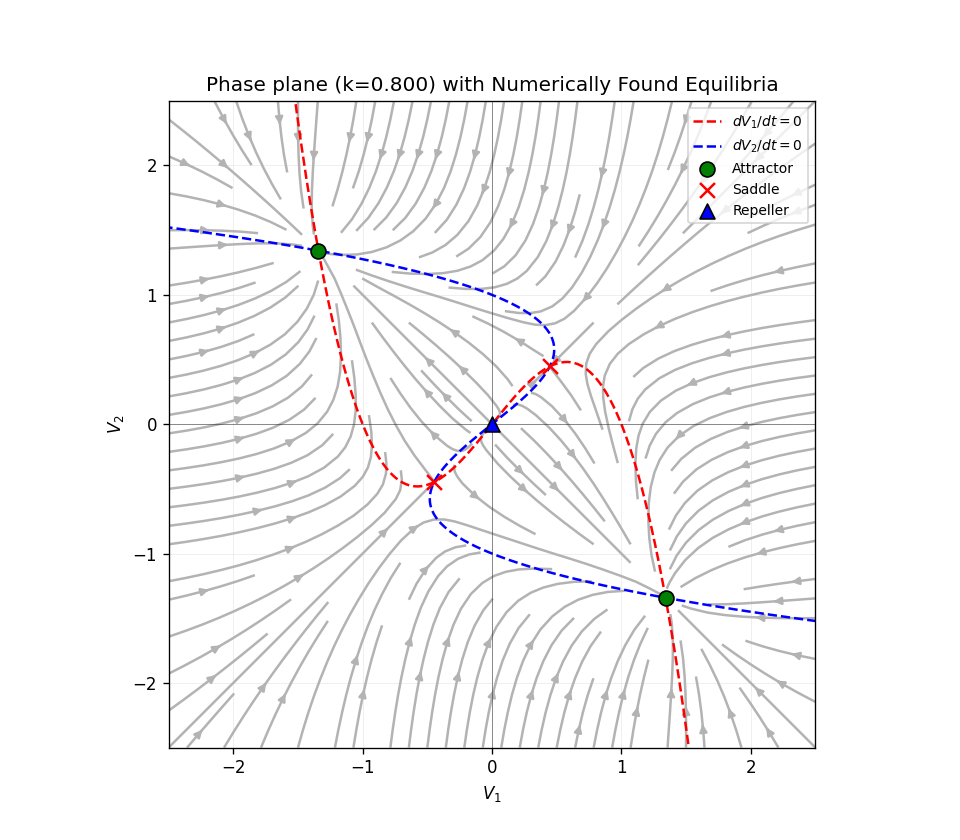 Phase plane (k=0.800) with Numerically Found Equilibria
dV₁/dt = 0
dV₂/dt = 0
Attractor
Saddle
Repeller
2
1
0
−1
−2
V₂
−2 −1 0 1 2
V₁